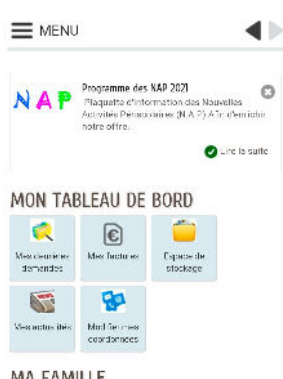 MENU
NAP
Programme des NAP 2021
Plaquette d'information des Nouvelles
Activités Périscolaires (N.A.P) Afin d'enrichir
notre offre.
Lire la suite
MON TABLEAU DE BORD
Mes dernières
demandes
Mes factures
Espace de
stockage
Mes actualités
Modifier mes
coordonnées
MA FAMILLE